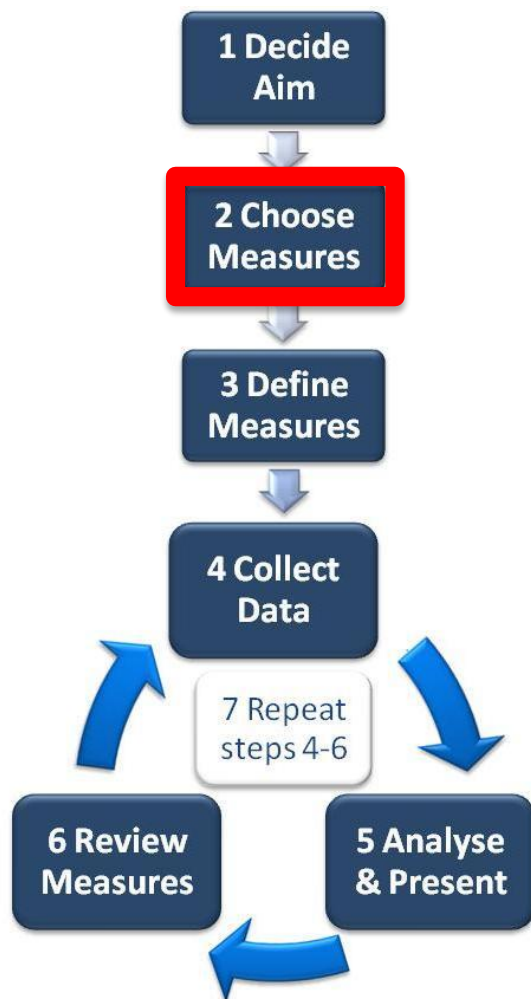 1 Decide
Aim
2 Choose
Measures
3 Define
Measures
4 Collect
Data
7 Repeat
steps 4-6
6 Review
Measures
5 Analyse
& Present